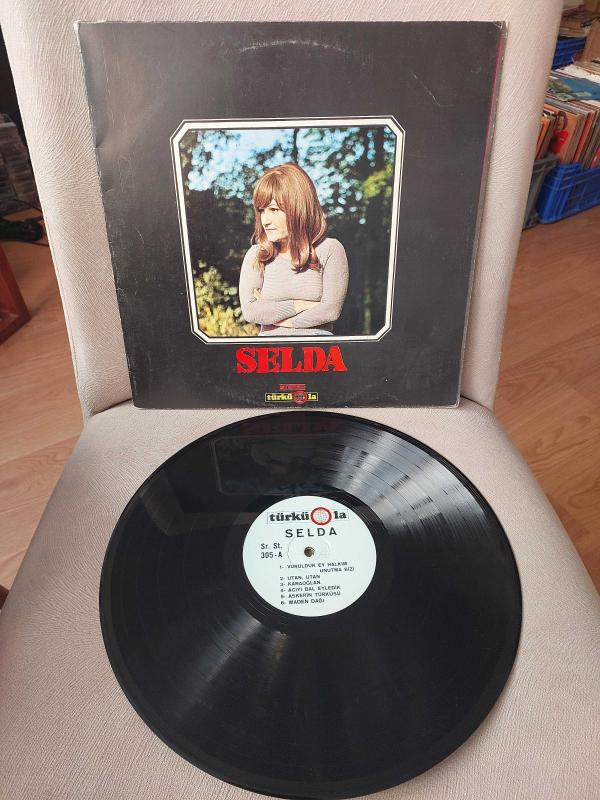 SELDA
türkü la
türkü la
SELDA
Sr. St.
305-A
1- VURULDUK EY HALKIM
UNUTMA BİZİ
2- UTAN, UTAN
3- KARAOĞLAN
4- ACIYI BAL EYLEDİK
5- ASKERİN TÜRKÜSÜ
6- MADEN DAĞI